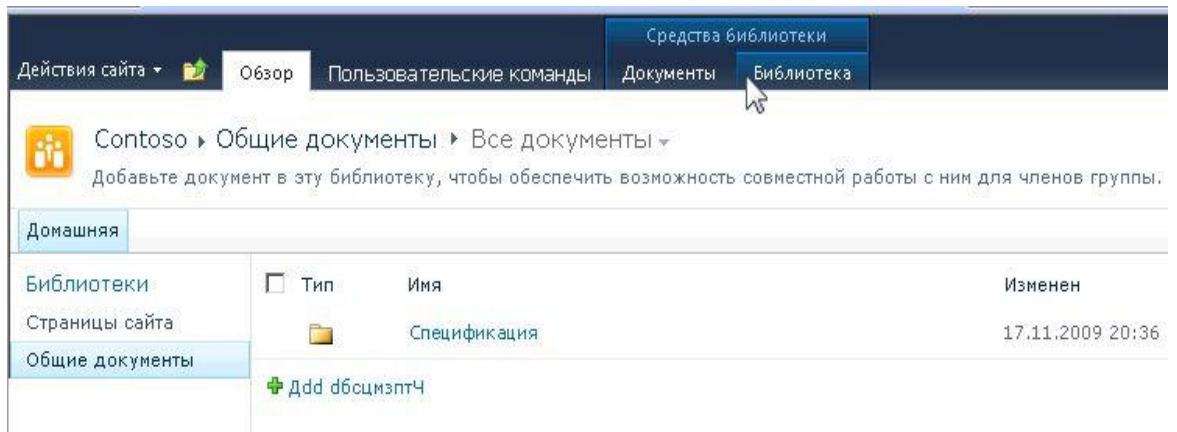 Средства библиотеки
Действия сайта Обзор Пользовательские команды Документы Библиотека
Contoso Общие документы Все документы
Добавьте документ в эту библиотеку, чтобы обеспечить возможность совместной работы с ним для членов группы.
Домашняя
Библиотеки
Страницы сайта
Общие документы
Тип Имя Изменен
Спецификация 17.11.2009 20:36
Дdd dбсцмзптЧ